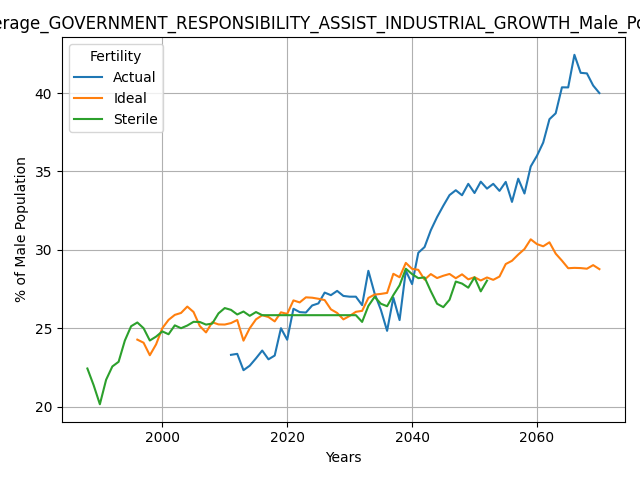 erage_GOVERNMENT_RESPONSIBILITY_ASSIST_INDUSTRIAL_GROWTH_Male_Po
Fertility
Actual
Ideal
Sterile
% of Male Population
40
35
30
25
20
2000
2020
2040
2060
Years